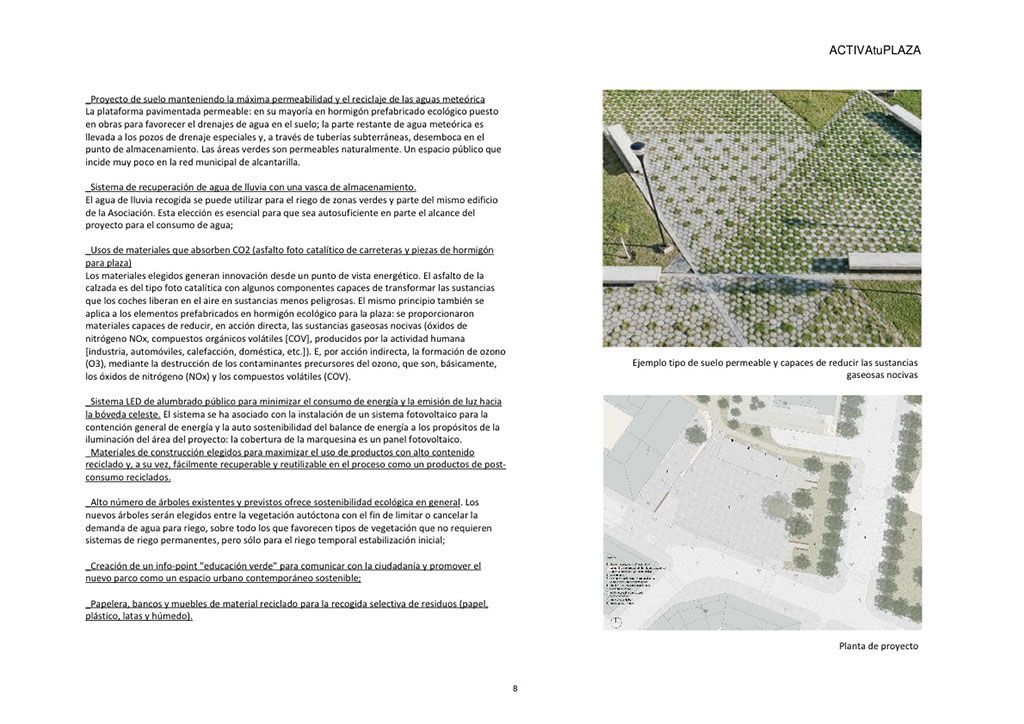 ACTIVAtuPLAZA
_Proyecto de suelo manteniendo la máxima permeabilidad y el reciclaje de las aguas meteórica
La plataforma pavimentada permeable: en su mayoría en hormigón prefabricado ecológico puesto
en obras para favorecer el drenajes de agua en el suelo; la parte restante de agua meteórica es
llevada a los pozos de drenaje especiales y, a través de tuberías subterráneas, desemboca en el
punto de almacenamiento. Las áreas verdes son permeables naturalmente. Un espacio público que
incide muy poco en la red municipal de alcantarilla.
_Sistema de recuperación de agua de lluvia con una vasca de almacenamiento.
El agua de lluvia recogida se puede utilizar para el riego de zonas verdes y parte del mismo edificio
de la Asociación. Esta elección es esencial para que sea autosuficiente en parte el alcance del
proyecto para el consumo de agua;
_Usos de materiales que absorben CO2 (asfalto foto catalítico de carreteras y piezas de hormigón
para plaza)
Los materiales elegidos generan innovación desde un punto de vista energético. El asfalto de la
calzada es del tipo foto catalítica con algunos componentes capaces de transformar las sustancias
que los coches liberan en el aire en sustancias menos peligrosas. El mismo principio también se
aplica a los elementos prefabricados en hormigón ecológico para la plaza: se proporcionaron
materiales capaces de reducir, en acción directa, las sustancias gaseosas nocivas (óxidos de
nitrógeno NOx, compuestos orgánicos volátiles [COV], producidos por la actividad humana
[industria, automóviles, calefacción, doméstica, etc.]). E, por acción indirecta, la formación de ozono
(O3), mediante la destrucción de los contaminantes precursores del ozono, que son, básicamente,
los óxidos de nitrógeno (NOx) y los compuestos volátiles (COV).
_Sistema LED de alumbrado público para minimizar el consumo de energía y la emisión de luz hacia
la bóveda celeste. El sistema se ha asociado con la instalación de un sistema fotovoltaico para la
contención general de energía y la auto sostenibilidad del balance de energía a los propósitos de la
iluminación del área del proyecto: la cobertura de la marquesina es un panel fotovoltaico.
_Materiales de construcción elegidos para maximizar el uso de productos con alto contenido
reciclado y, a su vez, fácilmente recuperable y reutilizable en el proceso como un productos de post-
consumo reciclados.
_Alto número de árboles existentes y previstos ofrece sostenibilidad ecológica en general. Los
nuevos árboles serán elegidos entre la vegetación autóctona con el fin de limitar o cancelar la
demanda de agua para riego, sobre todo los que favorecen tipos de vegetación que no requieren
sistemas de riego permanentes, pero sólo para el riego temporal estabilización inicial;
_Creación de un info-point "educación verde" para comunicar con la ciudadanía y promover el
nuevo parco como un espacio urbano contemporáneo sostenible;
_Papelera, bancos y muebles de material reciclado para la recogida selectiva de residuos (papel,
plástico, latas y húmedo).
Ejemplo tipo de suelo permeable y capaces de reducir las sustancias
gaseosas nocivas
Planta de proyecto
8